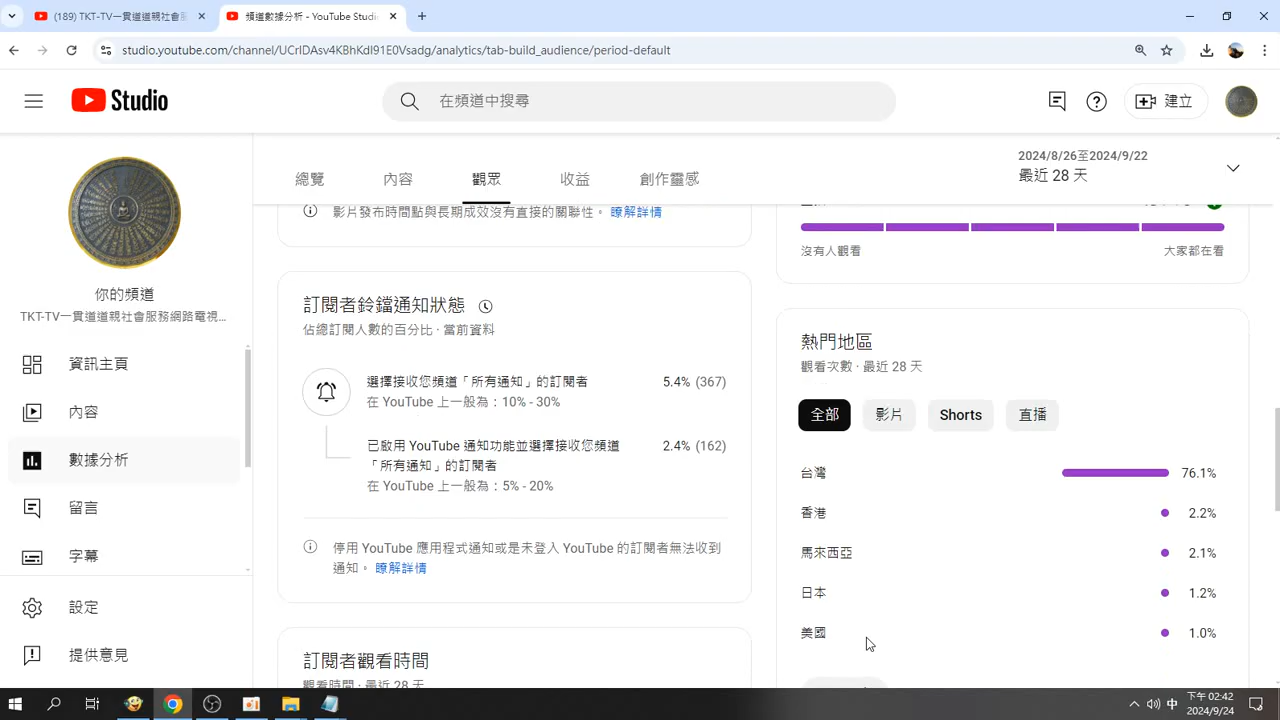 (189) TKT-TV一貫道道親社會服
頻道數據分析 - YouTube Studio
studio.youtube.com/channel/UCrIDAsv4KBhKdI91E0Vsadg/analytics/tab-build_audience/period-default
Studio
在頻道中搜尋
建立
總覽
內容
觀眾
收益
創作靈感
2024/8/26至2024/9/22
最近 28 天
你的頻道
TKT-TV一貫道道親社會服務網路電視...
資訊主頁
內容
數據分析
留言
字幕
設定
提供意見
影片發布時間點與長期成效沒有直接的關聯性。 瞭解詳情
訂閱者鈴鐺通知狀態
佔總訂閱人數的百分比 · 當前資料
選擇接收您頻道「所有通知」的訂閱者 5.4% (367)
在 YouTube 上一般為：10% - 30%
已啟用 YouTube 通知功能並選擇接收您頻道 2.4% (162)
「所有通知」的訂閱者
在 YouTube 上一般為：5% - 20%
停用 YouTube 應用程式通知或是未登入 YouTube 的訂閱者無法收到
通知。 瞭解詳情
訂閱者觀看時間
觀看時間 · 最近 28 天
沒有人觀看 大家都在看
熱門地區
觀看次數 · 最近 28 天
全部 影片 Shorts 直播
台灣 76.1%
香港 2.2%
馬來西亞 2.1%
日本 1.2%
美國 1.0%
中
下午 02:42
2024/9/24